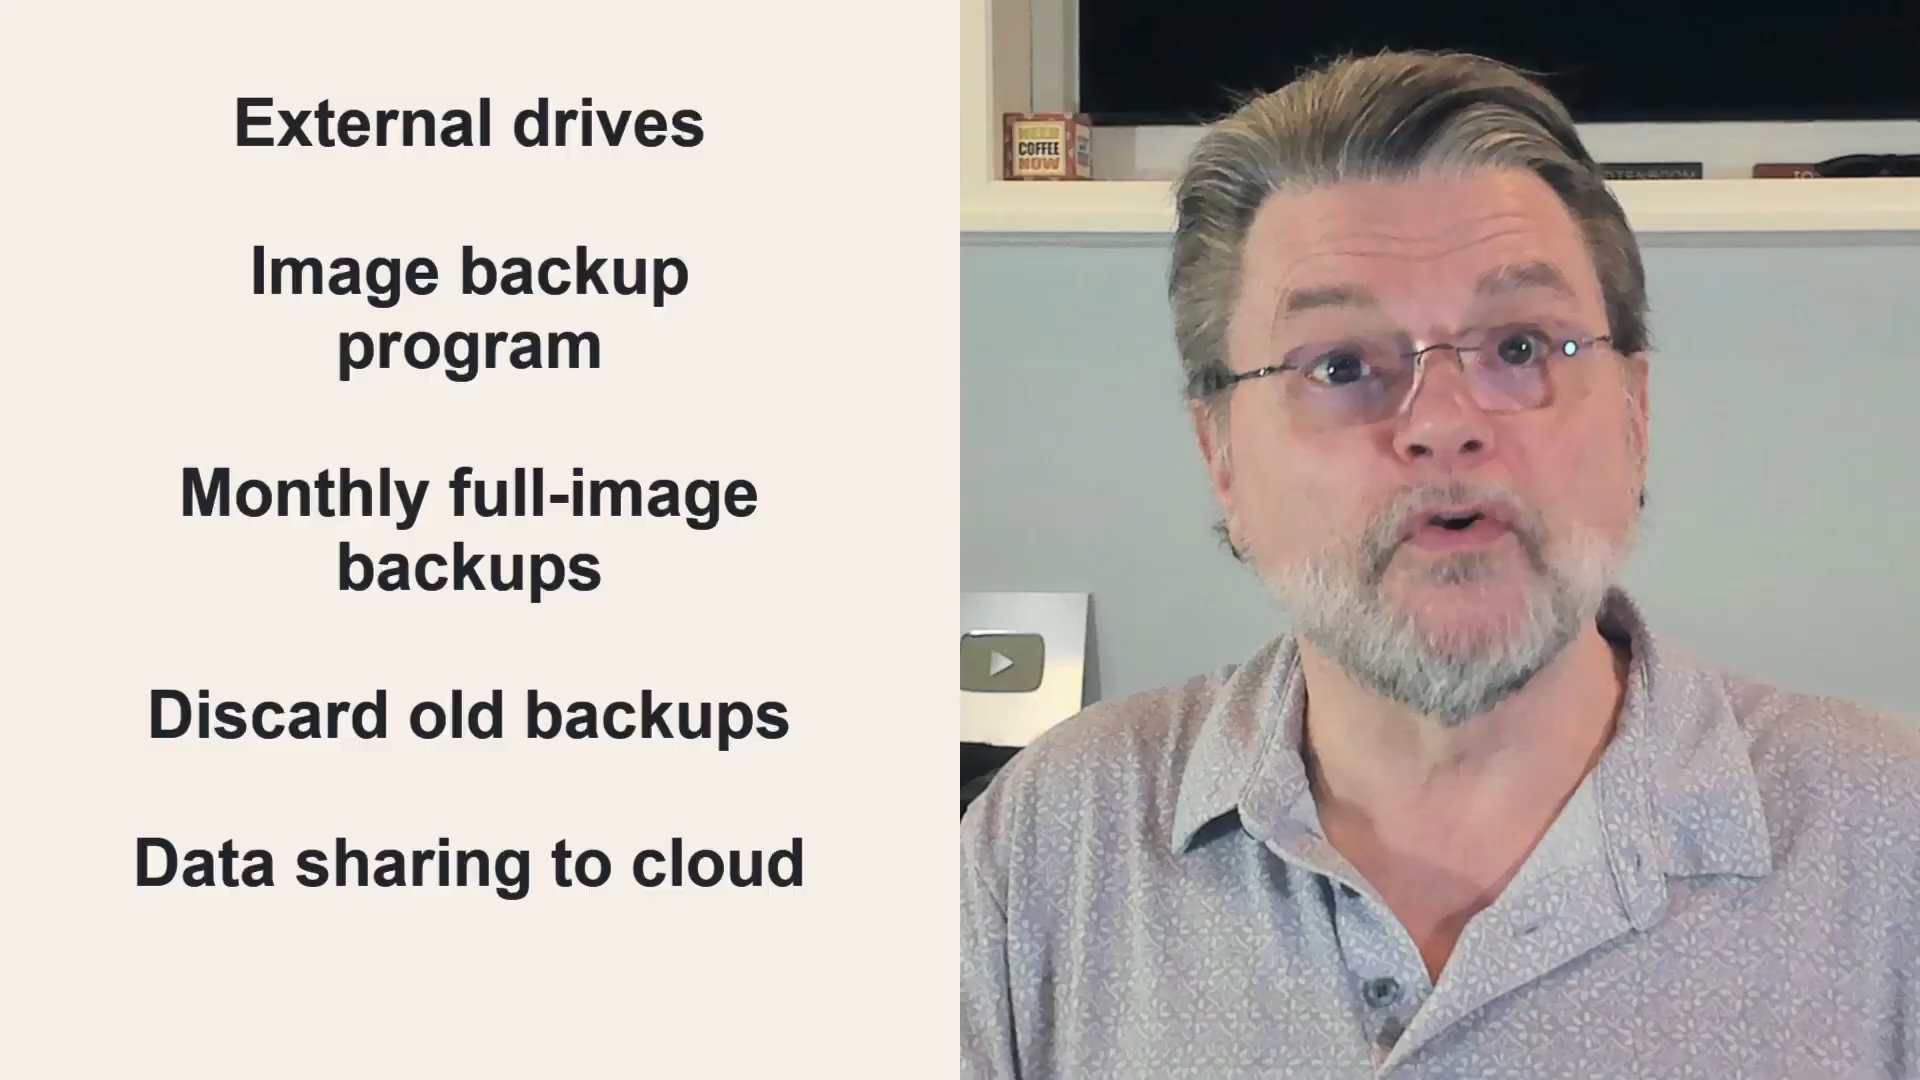 External drives
Image backup
program
Monthly full-image
backups
Discard old backups
Data sharing to cloud
NEED
COFFEE
NOW